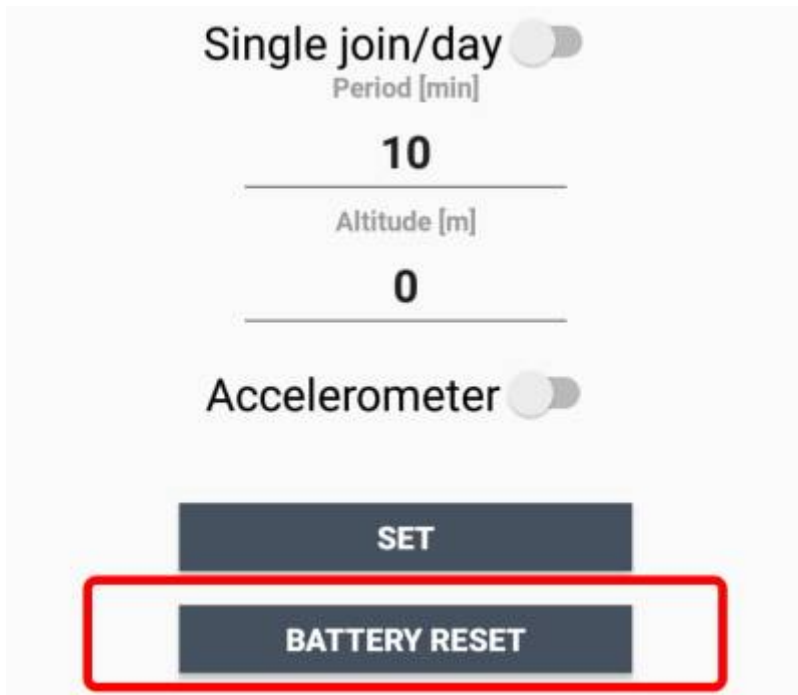 Single join/day
Period [min]
10
Altitude [m]
0
Accelerometer
SET
BATTERY RESET